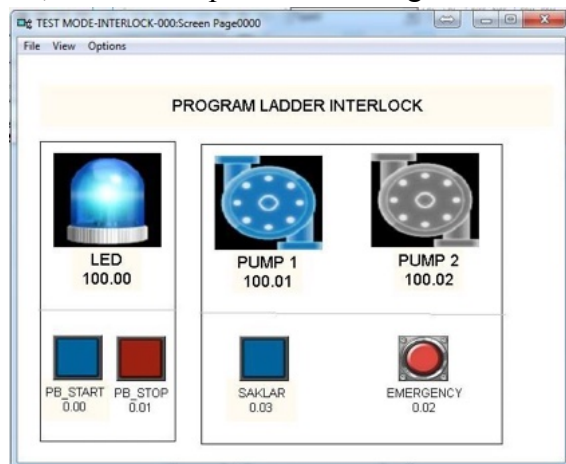 TEST MODE-INTERLOCK-000:Screen Page0000
File View Options
PROGRAM LADDER INTERLOCK
LED
100.00
PUMP 1
100.01
PUMP 2
100.02
PB_START
0.00
PB_STOP
0.01
SAKLAR
0.03
EMERGENCY
0.02